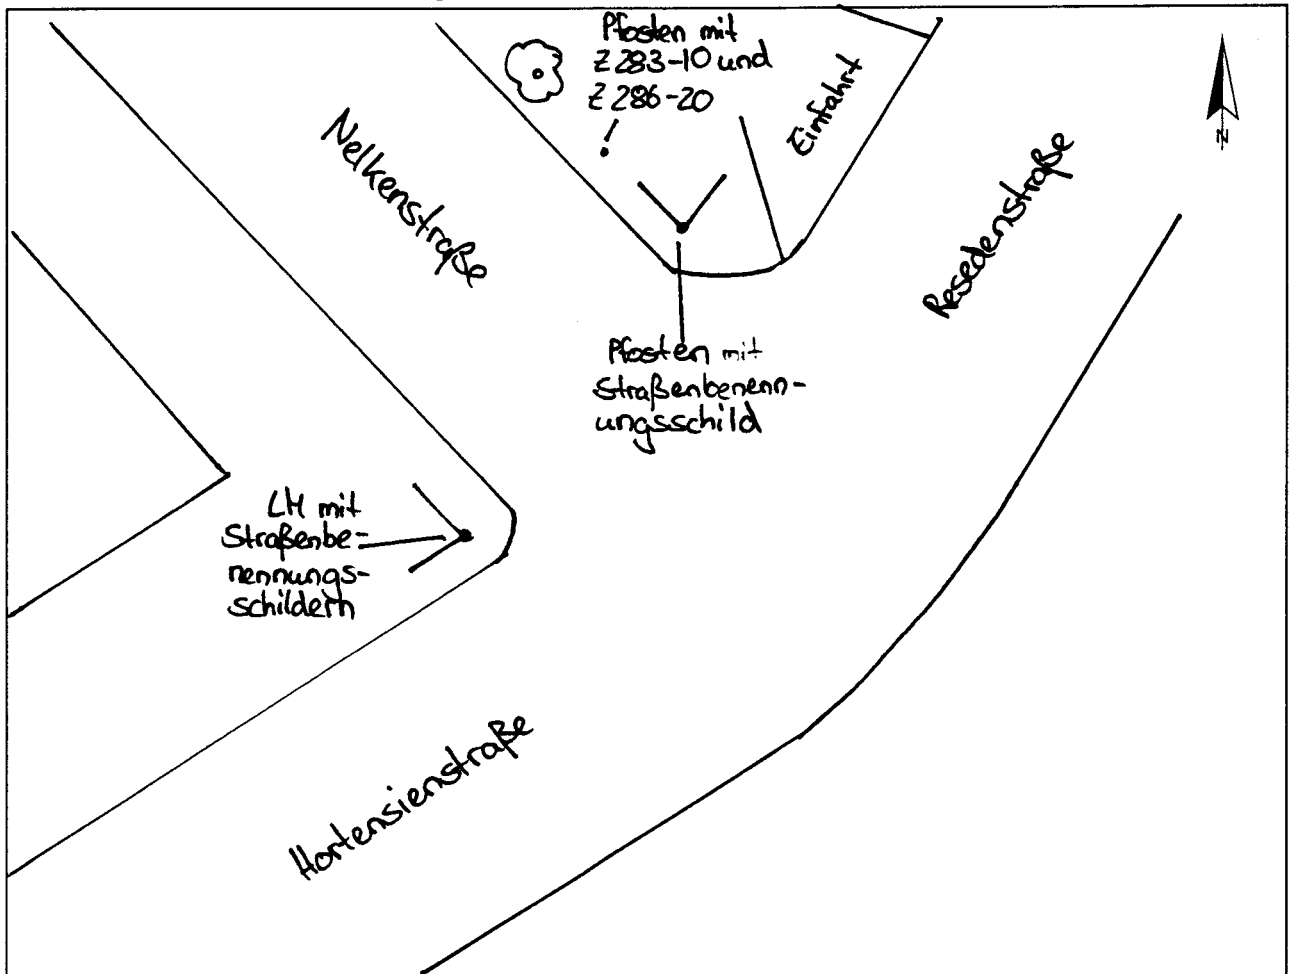 Pfosten mit
Z 283-10 und
Z 286-20
Einfahrt
N
Nelkenstraße
Resedenstraße
Pfosten mit
Straßenbenenn-
ungsschild
LM mit
Straßenbe-
nennungs-
schildern
Hortensienstraße